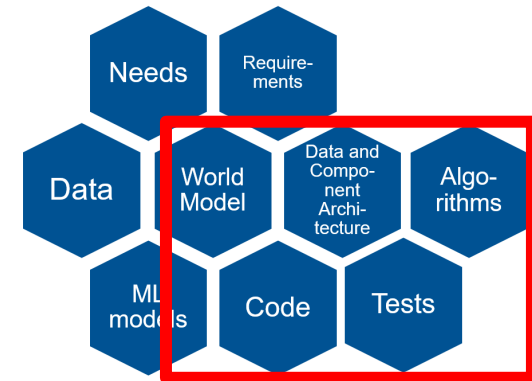 Needs
Require-
ments
Data
World
Model
Data and
Compo-
nent
Archi-
tecture
Algo-
rithms
ML
models
Code
Tests